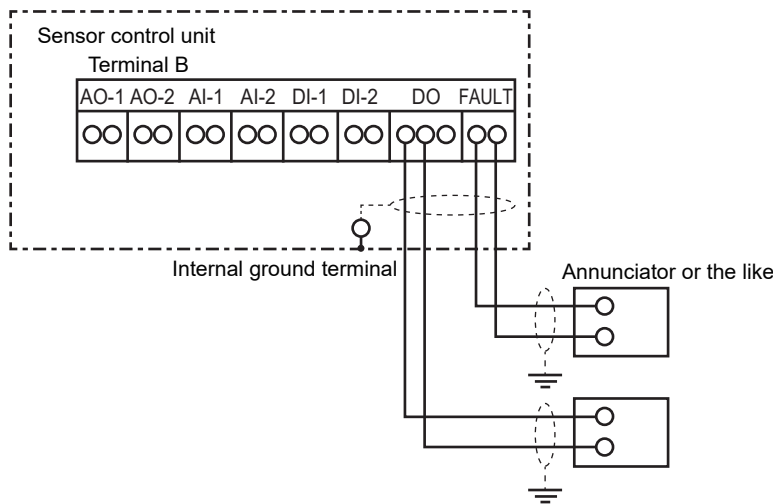 Sensor control unit
Terminal B
AO-1 AO-2 AI-1 AI-2 DI-1 DI-2 DO FAULT
Internal ground terminal
Annunciator or the like